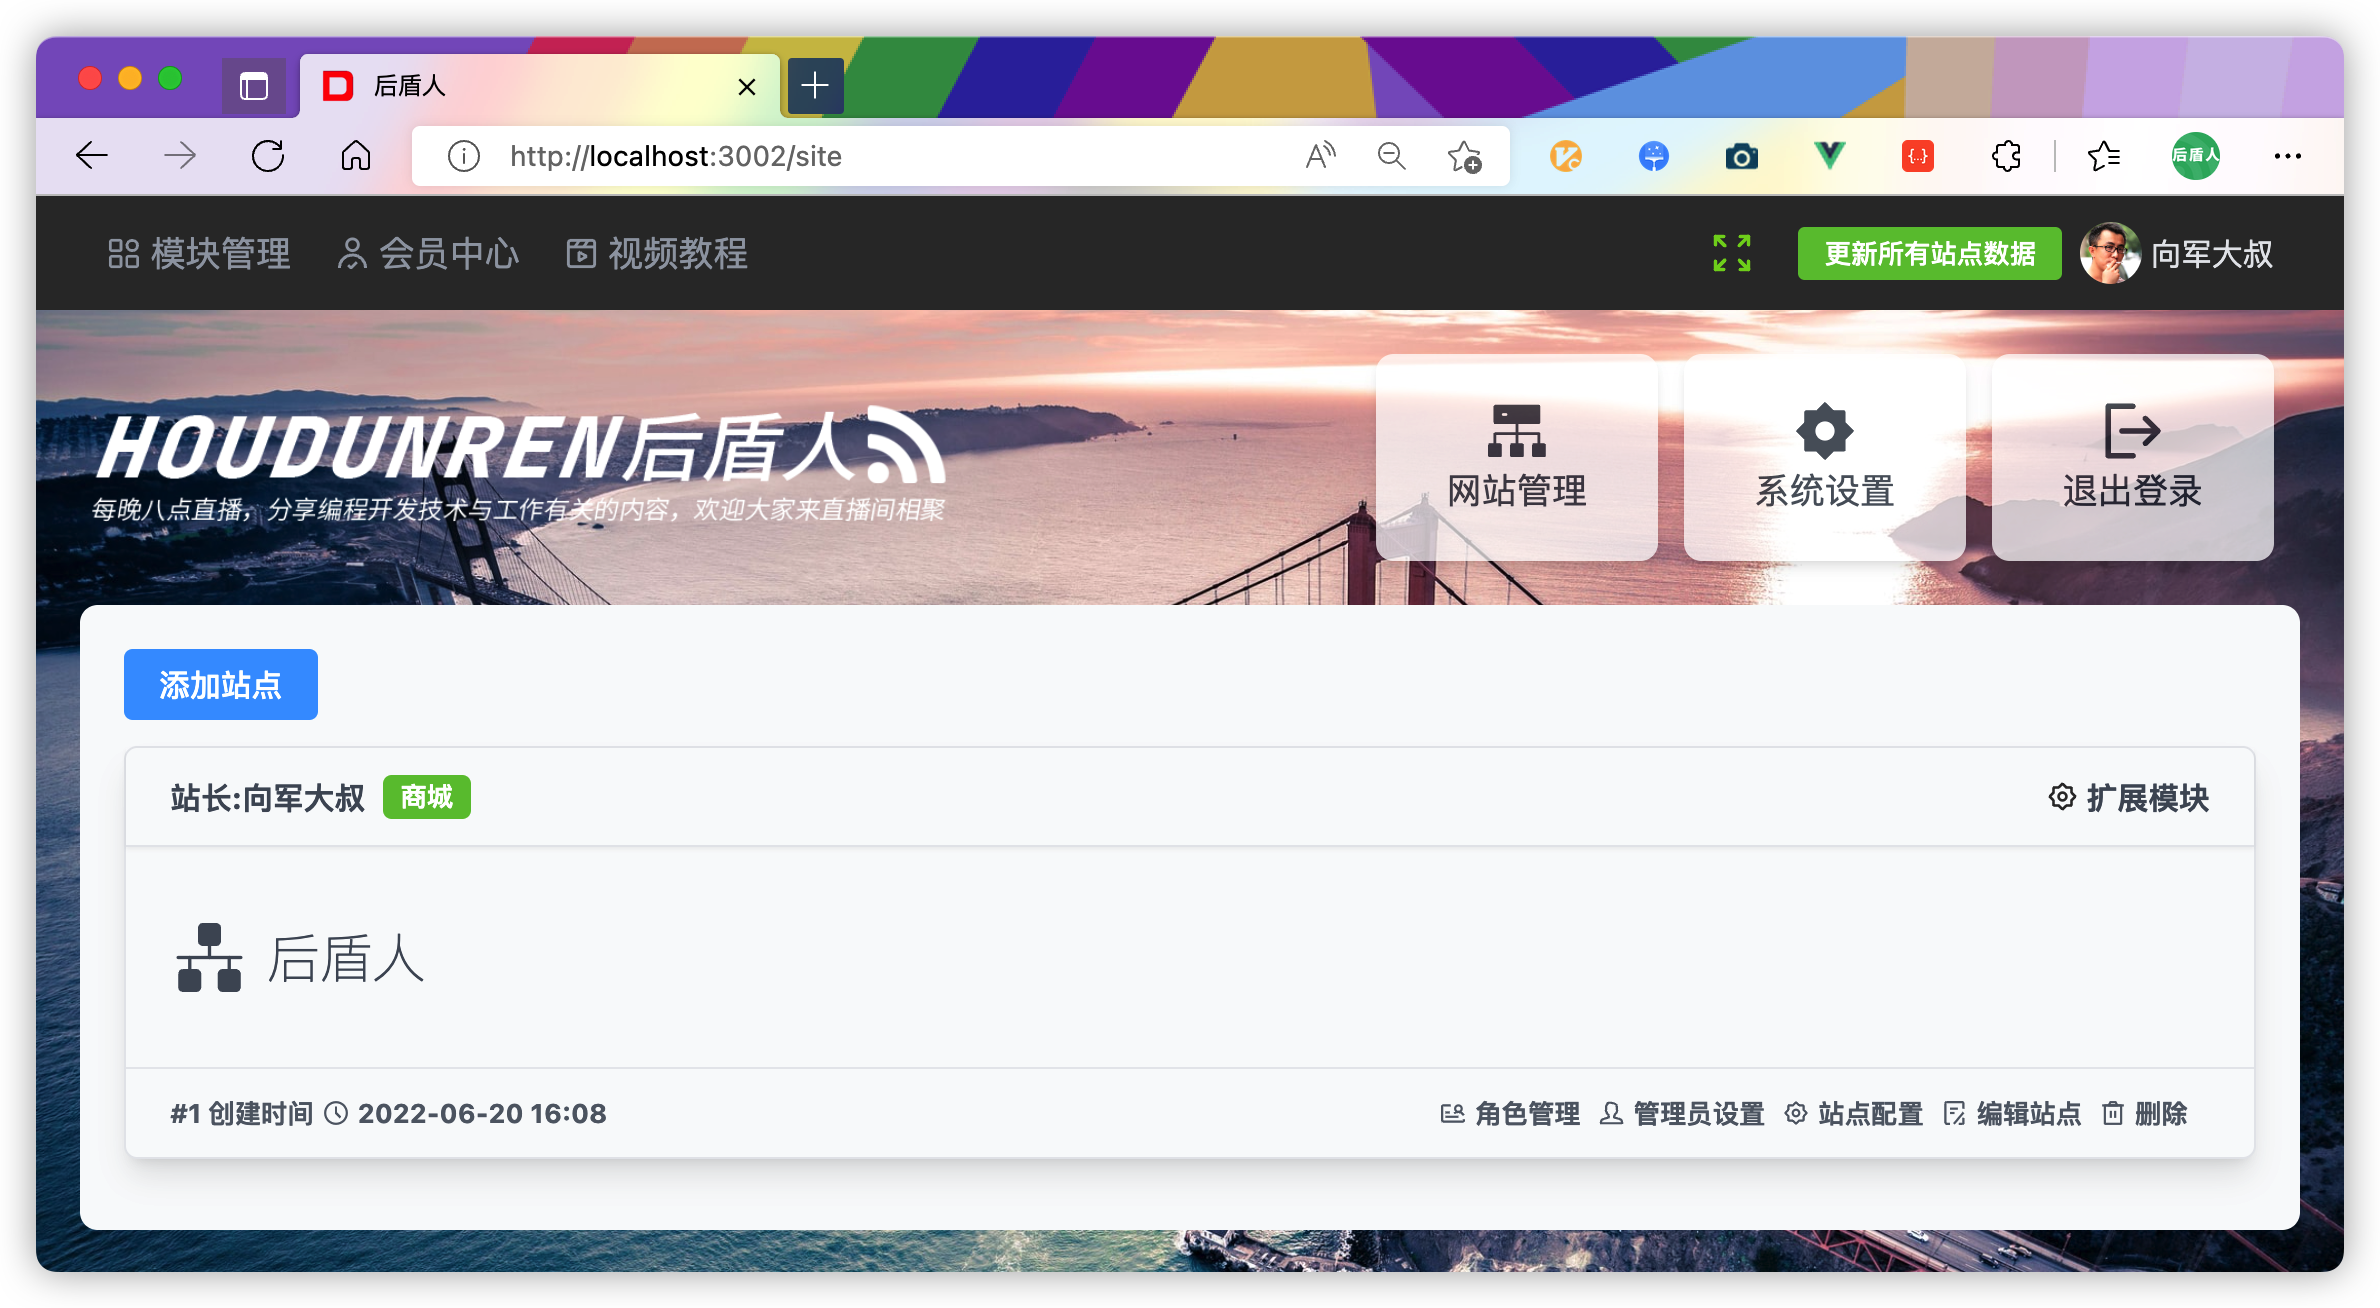 后盾人
http://localhost:3002/site
后盾人
模块管理 会员中心 视频教程
更新所有站点数据 向军大叔
HOUDUNREN后盾人
每晚八点直播，分享编程开发技术与工作有关的内容，欢迎大家来直播间相聚
网站管理 系统设置 退出登录
添加站点
站长:向军大叔 商城 扩展模块
后盾人
#1 创建时间 2022-06-20 16:08 角色管理 管理员设置 站点配置 编辑站点 删除